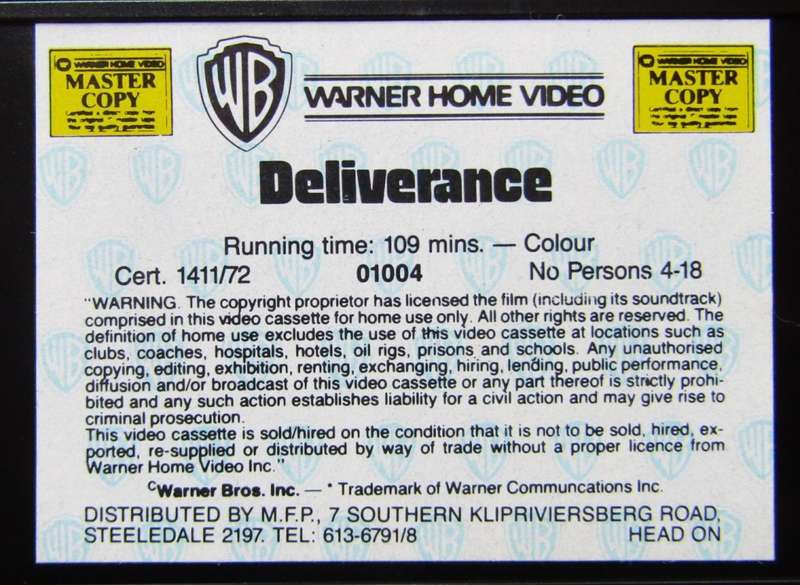 WARNER HOME VIDEO
MASTER
COPY
WB
WARNER HOME VIDEO
WARNER HOME VIDEO
MASTER
COPY
Deliverance
Running time: 109 mins. — Colour
Cert. 1411/72 01004 No Persons 4-18
"WARNING. The copyright proprietor has licensed the film (including its soundtrack)
comprised in this video cassette for home use only. All other rights are reserved. The
definition of home use excludes the use of this video cassette at locations such as
clubs, coaches, hospitals, hotels, oil rigs, prisons and schools. Any unauthorised
copying, editing, exhibition, renting, exchanging, hiring, lending, public performance,
diffusion and/or broadcast of this video cassette or any part thereof is strictly prohi-
bited and any such action establishes liability for a civil action and may give rise to
criminal prosecution.
This video cassette is sold/hired on the condition that it is not to be sold, hired, ex-
ported, re-supplied or distributed by way of trade without a proper licence from
Warner Home Video Inc."
©Warner Bros. Inc. — * Trademark of Warner Communcations Inc.
DISTRIBUTED BY M.F.P., 7 SOUTHERN KLIPRIVIERSBERG ROAD,
STEELEDALE 2197. TEL: 613-6791/8 HEAD ON